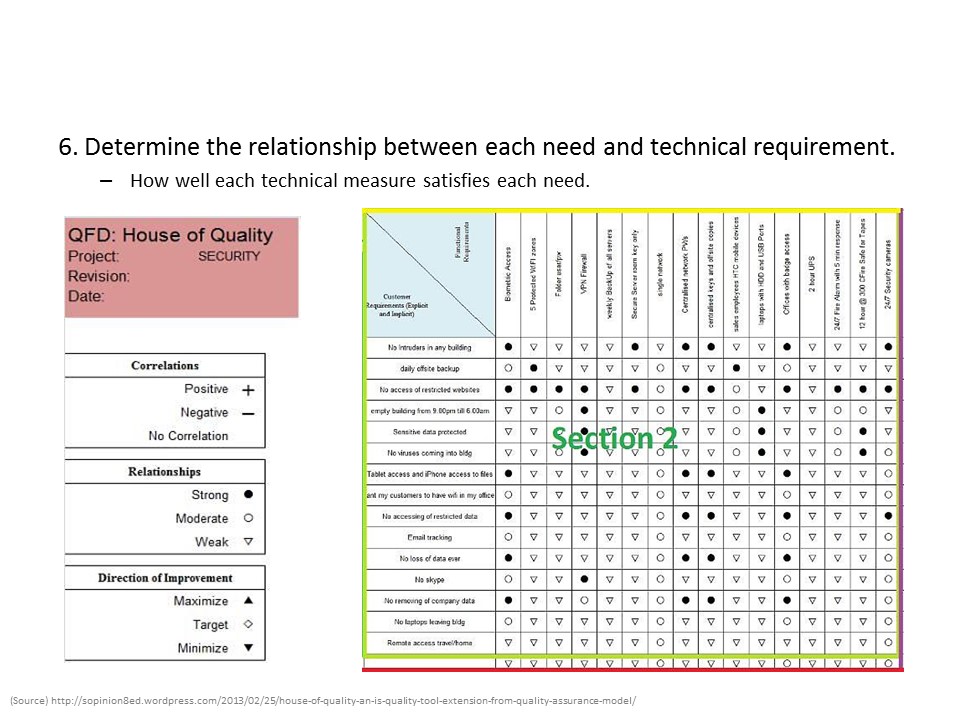 6. Determine the relationship between each need and technical requirement.
– How well each technical measure satisfies each need.
QFD: House of Quality
Project: SECURITY
Revision:
Date:
Correlations
Positive +
Negative −
No Correlation
Relationships
Strong ●
Moderate ○
Weak ▽
Direction of Improvement
Maximize ▲
Target ◇
Minimize ▼
Functional
Requirements
Customer
Requirements (Explicit
and Implicit)
Biometric Access
5 Protected WIFI zones
Folder user/pw
VPN Firewall
weekly BackUp of all servers
Secure Server room key only
single network
Centralised network PWs
centralised keys and offsite copies
sales employees HTC mobile devices
laptops with HDD and USB Ports
Offices with badge access
2 hour UPS
24/7 Fire Alarm with 5 min response
12 hour @ 300 CFire Safe for Tapes
24/7 Security cameras
No Intruders in any building
daily offsite backup
No access of restricted websites
empty building from 9.00pm till 6.00am
Sensitive data protected
Section 2
No viruses coming into bldg
Tablet access and iPhone access to files
ant my customers to have wifi in my office
No accessing of restricted data
Email tracking
No loss of data ever
No skype
No removing of company data
No laptops leaving bldg
Remote access travel/home
(Source) http://sopinion8ed.wordpress.com/2013/02/25/house-of-quality-an-is-quality-tool-extension-from-quality-assurance-model/